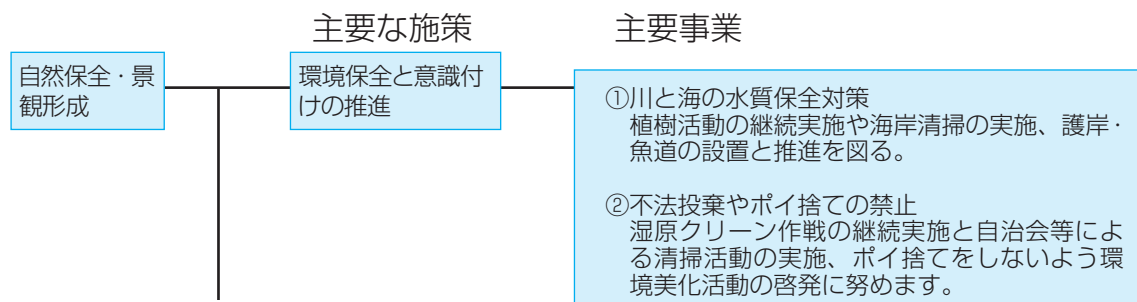 主要な施策
主要事業
自然保全・景
観形成
環境保全と意識付
けの推進
①川と海の水質保全対策
植樹活動の継続実施や海岸清掃の実施、護岸・
魚道の設置と推進を図る。
②不法投棄やポイ捨ての禁止
湿原クリーン作戦の継続実施と自治会等によ
る清掃活動の実施、ポイ捨てをしないよう環
境美化活動の啓発に努めます。